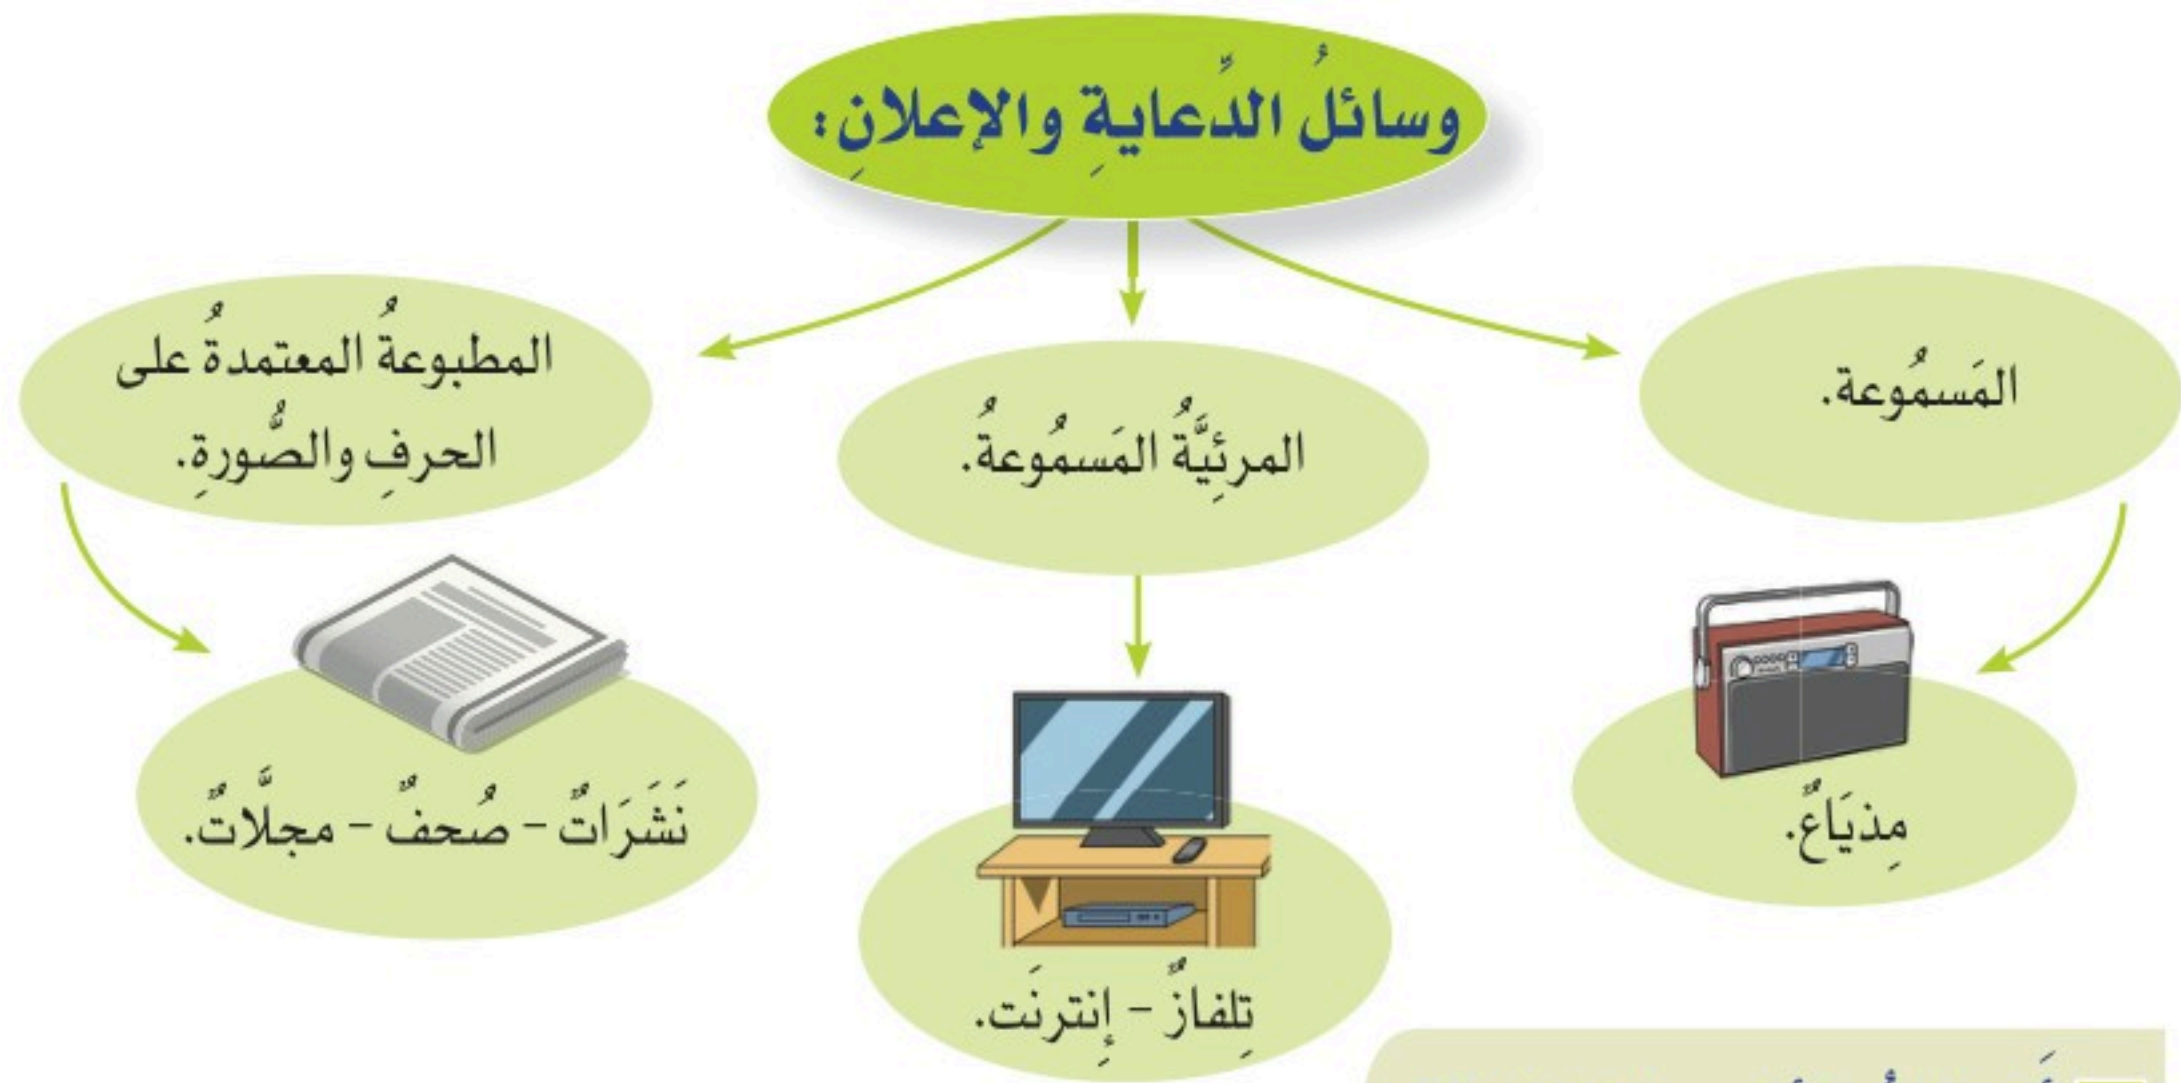 وسائلُ الدِّعايةِ والإعلانِ:
المَسمُوعة.
المرئِيَّةُ المَسمُوعةُ.
المطبوعةُ المعتمدةُ على
الحرفِ والصُّورةِ.
مِذيَاعٌ.
تِلفازٌ - إِنترنَت.
نَشَرَاتٌ - صُحفٌ - مجلَّاتٌ.